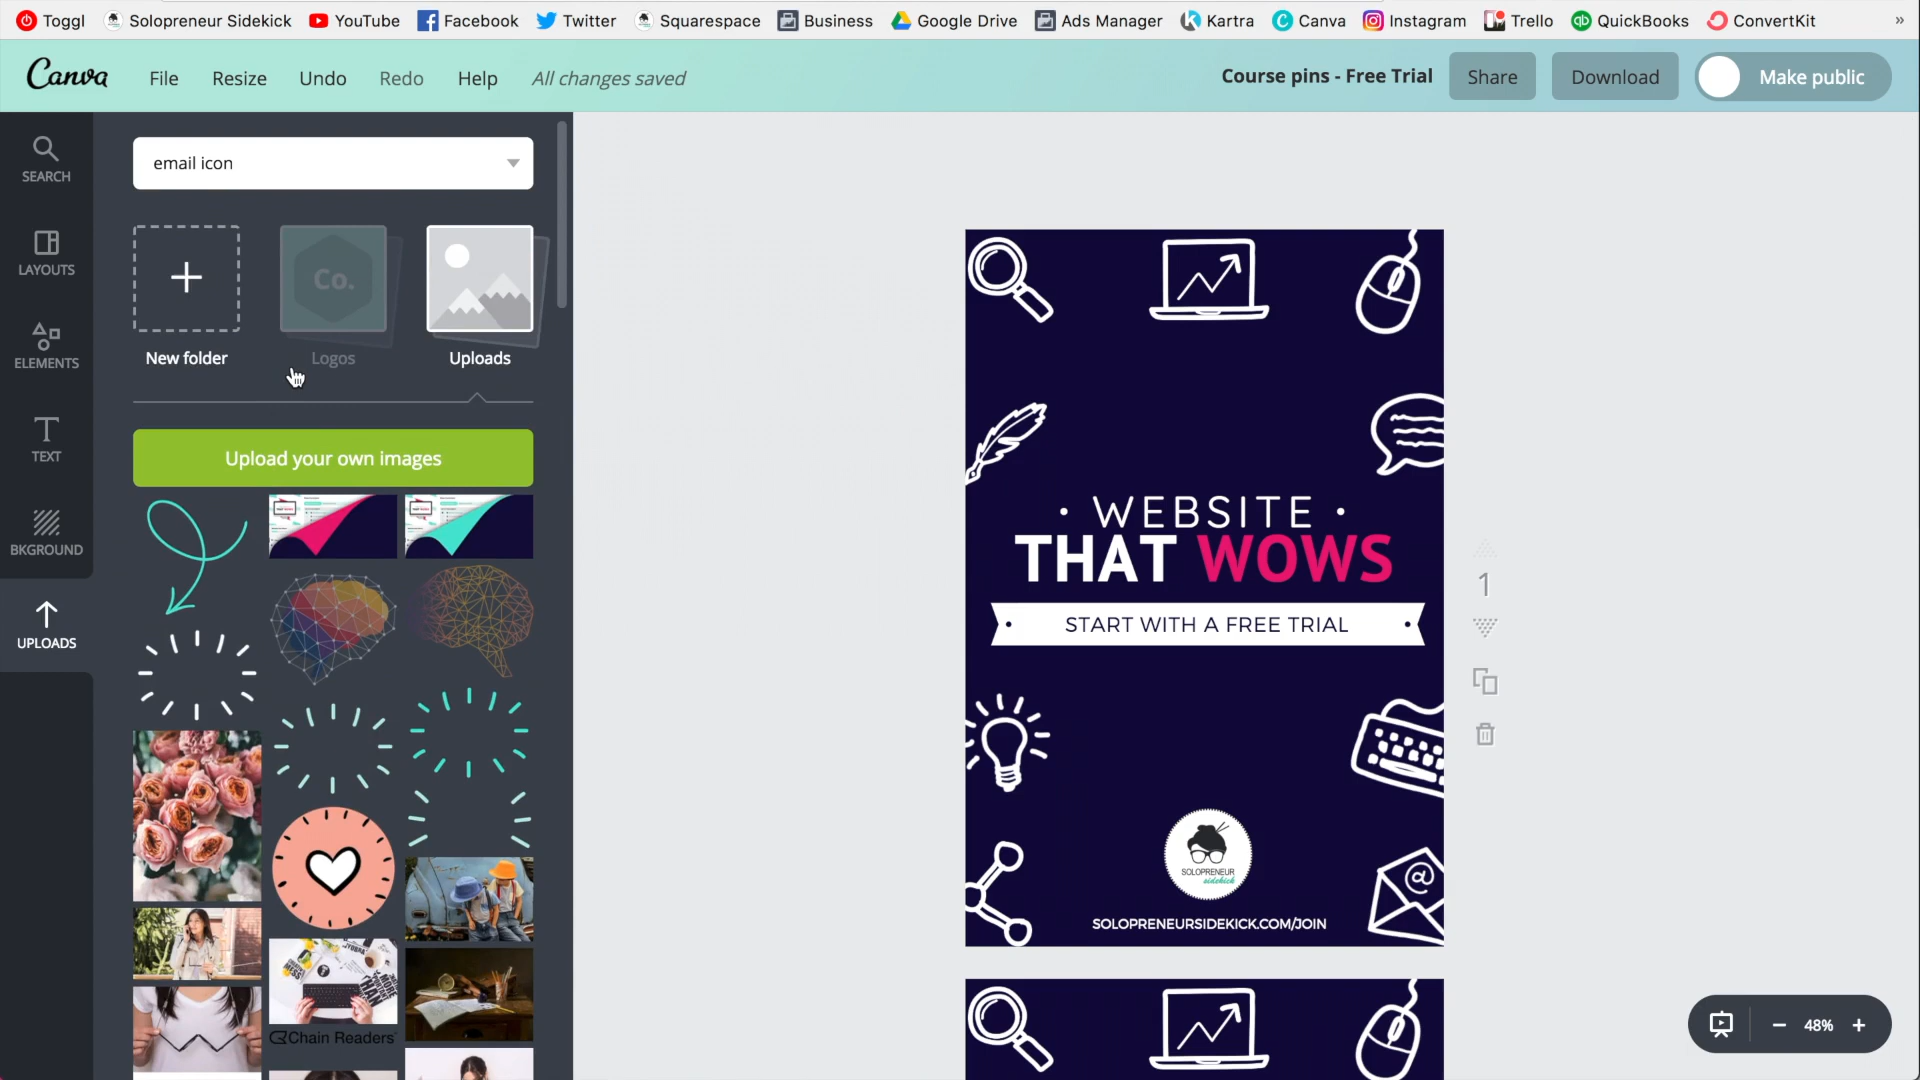 Toggl
Solopreneur Sidekick
YouTube
Facebook
Twitter
Squarespace
Business
Google Drive
Ads Manager
Kartra
Canva
Instagram
Trello
QuickBooks
ConvertKit
»
Canva
File
Resize
Undo
Redo
Help
All changes saved
Course pins - Free Trial
Share
Download
Make public
SEARCH
LAYOUTS
ELEMENTS
TEXT
BKGROUND
UPLOADS
email icon
Co.
New folder
Logos
Uploads
Upload your own images
Chain Readers
• WEBSITE •
THAT WOWS
START WITH A FREE TRIAL
SOLOPRENEUR
sidekick
SOLOPRENEURSIDEKICK.COM/JOIN
@
1
48%